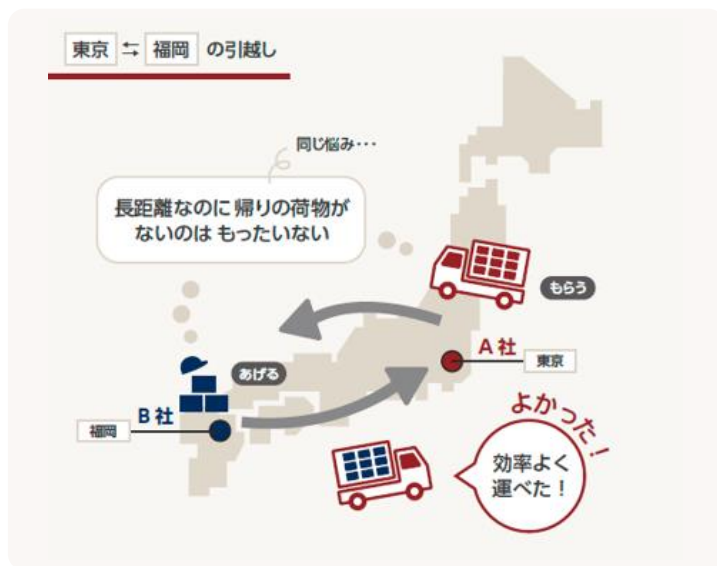 東京 ⇆ 福岡 の引越し
同じ悩み・・・
長距離なのに 帰りの荷物が
ないのは もったいない
もらう
A社
東京
あげる
B社
福岡
よかった！
効率よく
運べた！